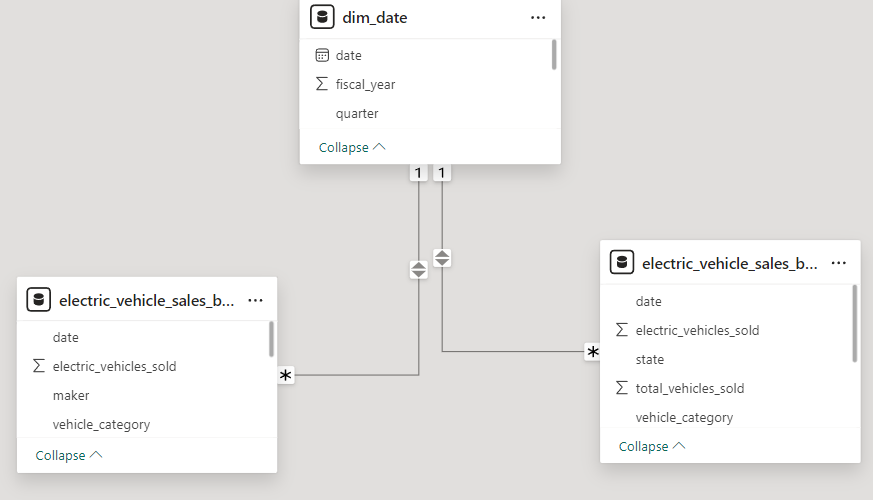 dim_date
date
fiscal_year
quarter
Collapse
1 1
electric_vehicle_sales_b...
date
electric_vehicles_sold
maker
vehicle_category
Collapse
*
electric_vehicle_sales_b...
date
electric_vehicles_sold
state
total_vehicles_sold
vehicle_category
Collapse
*